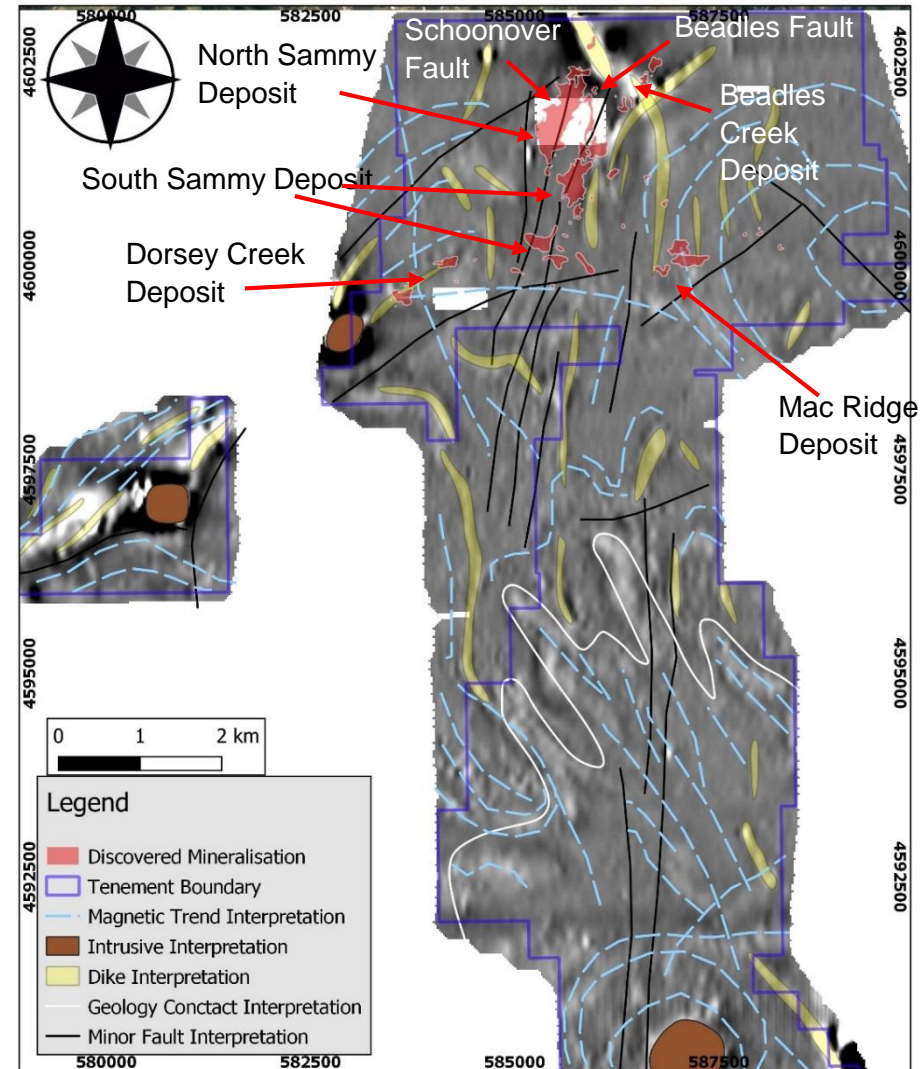 580000
582500
585000
587500
4602500
4602500
North Sammy
Deposit
Schoonover
Fault
Beadles Fault
Beadles
Creek
Deposit
South Sammy Deposit
Dorsey Creek
Deposit
4600000
4600000
Mac Ridge
Deposit
4597500
4597500
4595000
4595000
0 1 2 km
Legend
Discovered Mineralisation
Tenement Boundary
Magnetic Trend Interpretation
Intrusive Interpretation
Dike Interpretation
Geology Conctact Interpretation
Minor Fault Interpretation
4592500
4592500
580000
582500
585000
587500